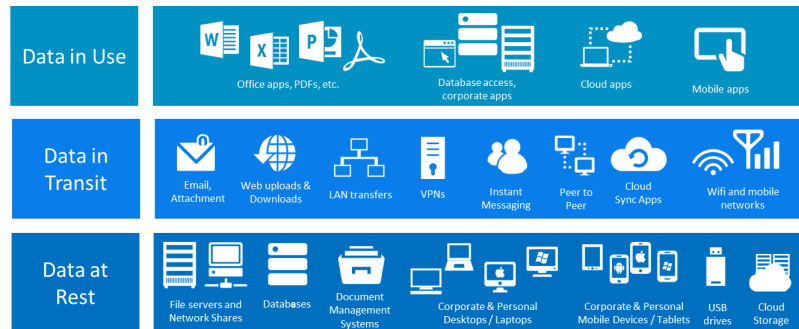 Data in Use
W
X
P
Office apps, PDFs, etc.
Database access,
corporate apps
Cloud apps
Mobile apps
Data in
Transit
Email,
Attachment
Web uploads &
Downloads
LAN transfers
VPNs
Instant
Messaging
Peer to
Peer
Cloud
Sync Apps
Wifi and mobile
networks
Data at
Rest
File servers and
Network Shares
Databases
Document
Management
Systems
Corporate & Personal
Desktops / Laptops
Corporate & Personal
Mobile Devices / Tablets
USB
drives
Cloud
Storage